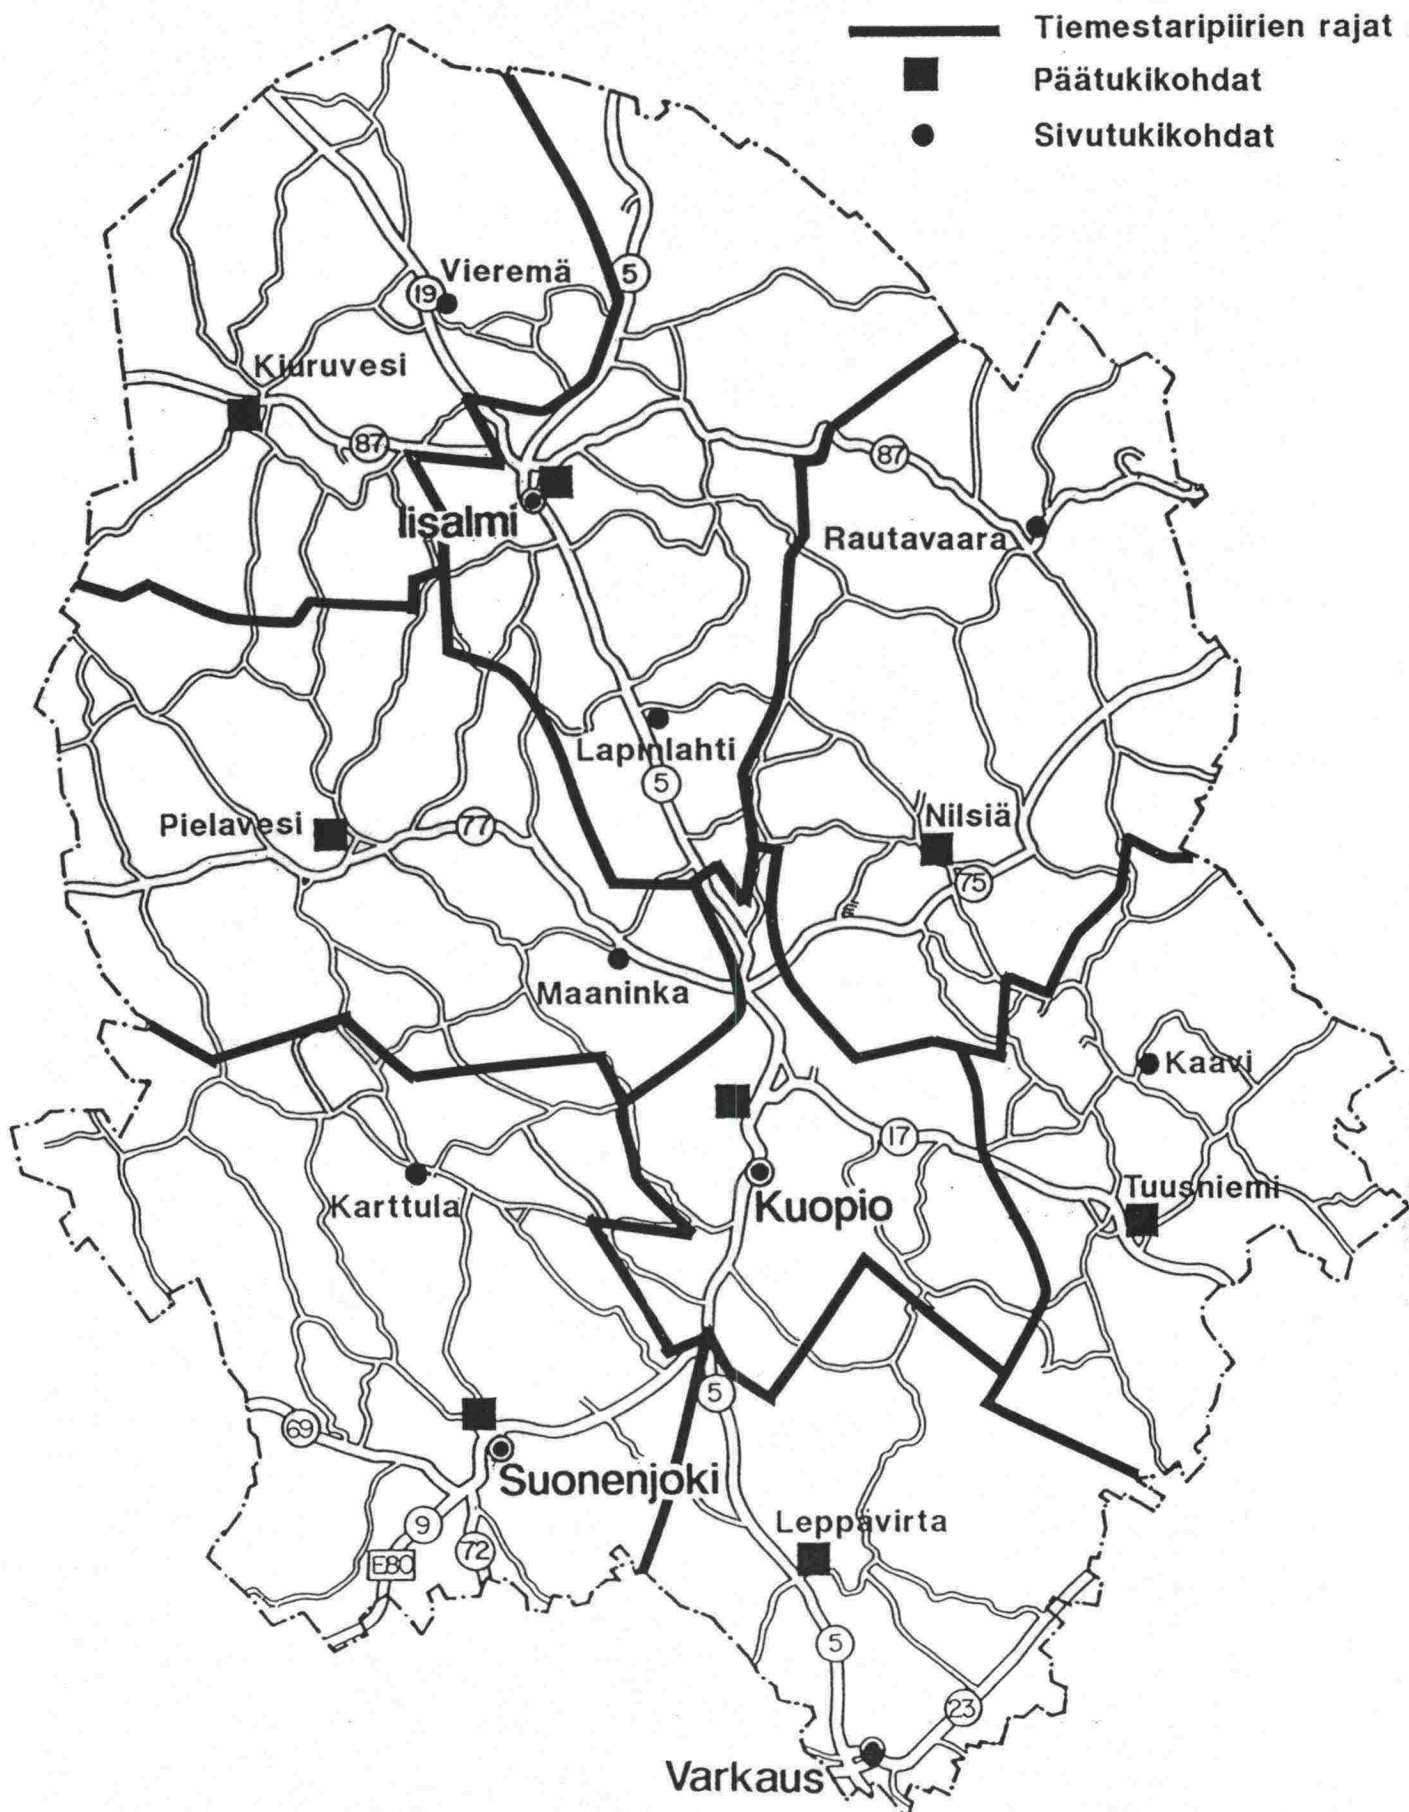 Tiemestaripiirien rajat
Päätukikohdat
Sivutukikohdat
Vieremä
5
19
Kiuruvesi
87
87
Iisalmi
Rautavaara
Lapinlahti
5
Pielavesi
77
Nilsiä
75
Maaninka
Kaavi
17
Karttula
Kuopio
Tuusniemi
5
69
Suonenjoki
9
72
E80
Leppävirta
5
23
Varkaus